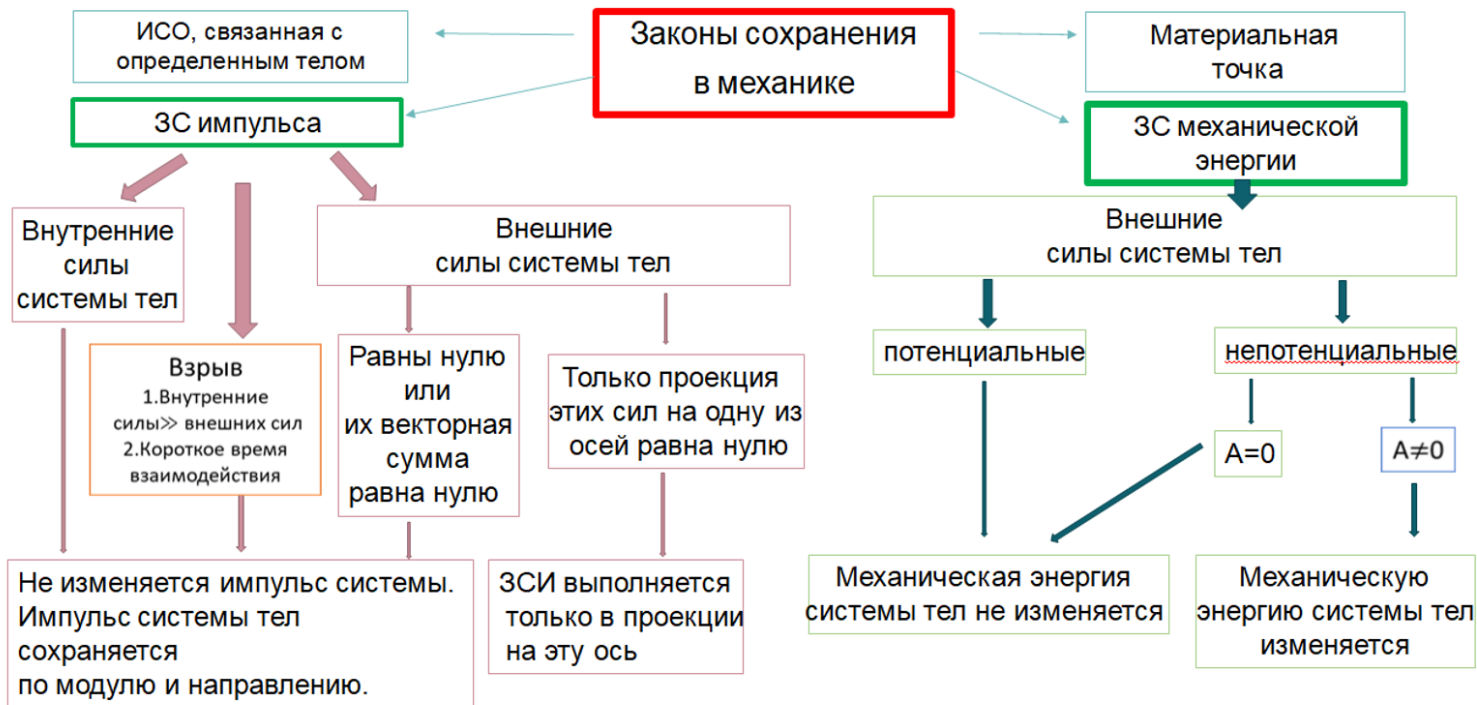 ИСО, связанная с
определенным телом
Законы сохранения
в механике
Материальная
точка
ЗС импульса
ЗС механической
энергии
Внутренние
силы
системы тел
Внешние
силы системы тел
Внешние
силы системы тел
Взрыв
1.Внутренние
силы≫ внешних сил
2.Короткое время
взаимодействия
Равны нулю
или
их векторная
сумма
равна нулю
Только проекция
этих сил на одну из
осей равна нулю
потенциальные
непотенциальные
A=0
A≠0
Не изменяется импульс системы.
Импульс системы тел
сохраняется
по модулю и направлению.
ЗСИ выполняется
только в проекции
на эту ось
Механическая энергия
системы тел не изменяется
Механическую
энергию системы тел
изменяется